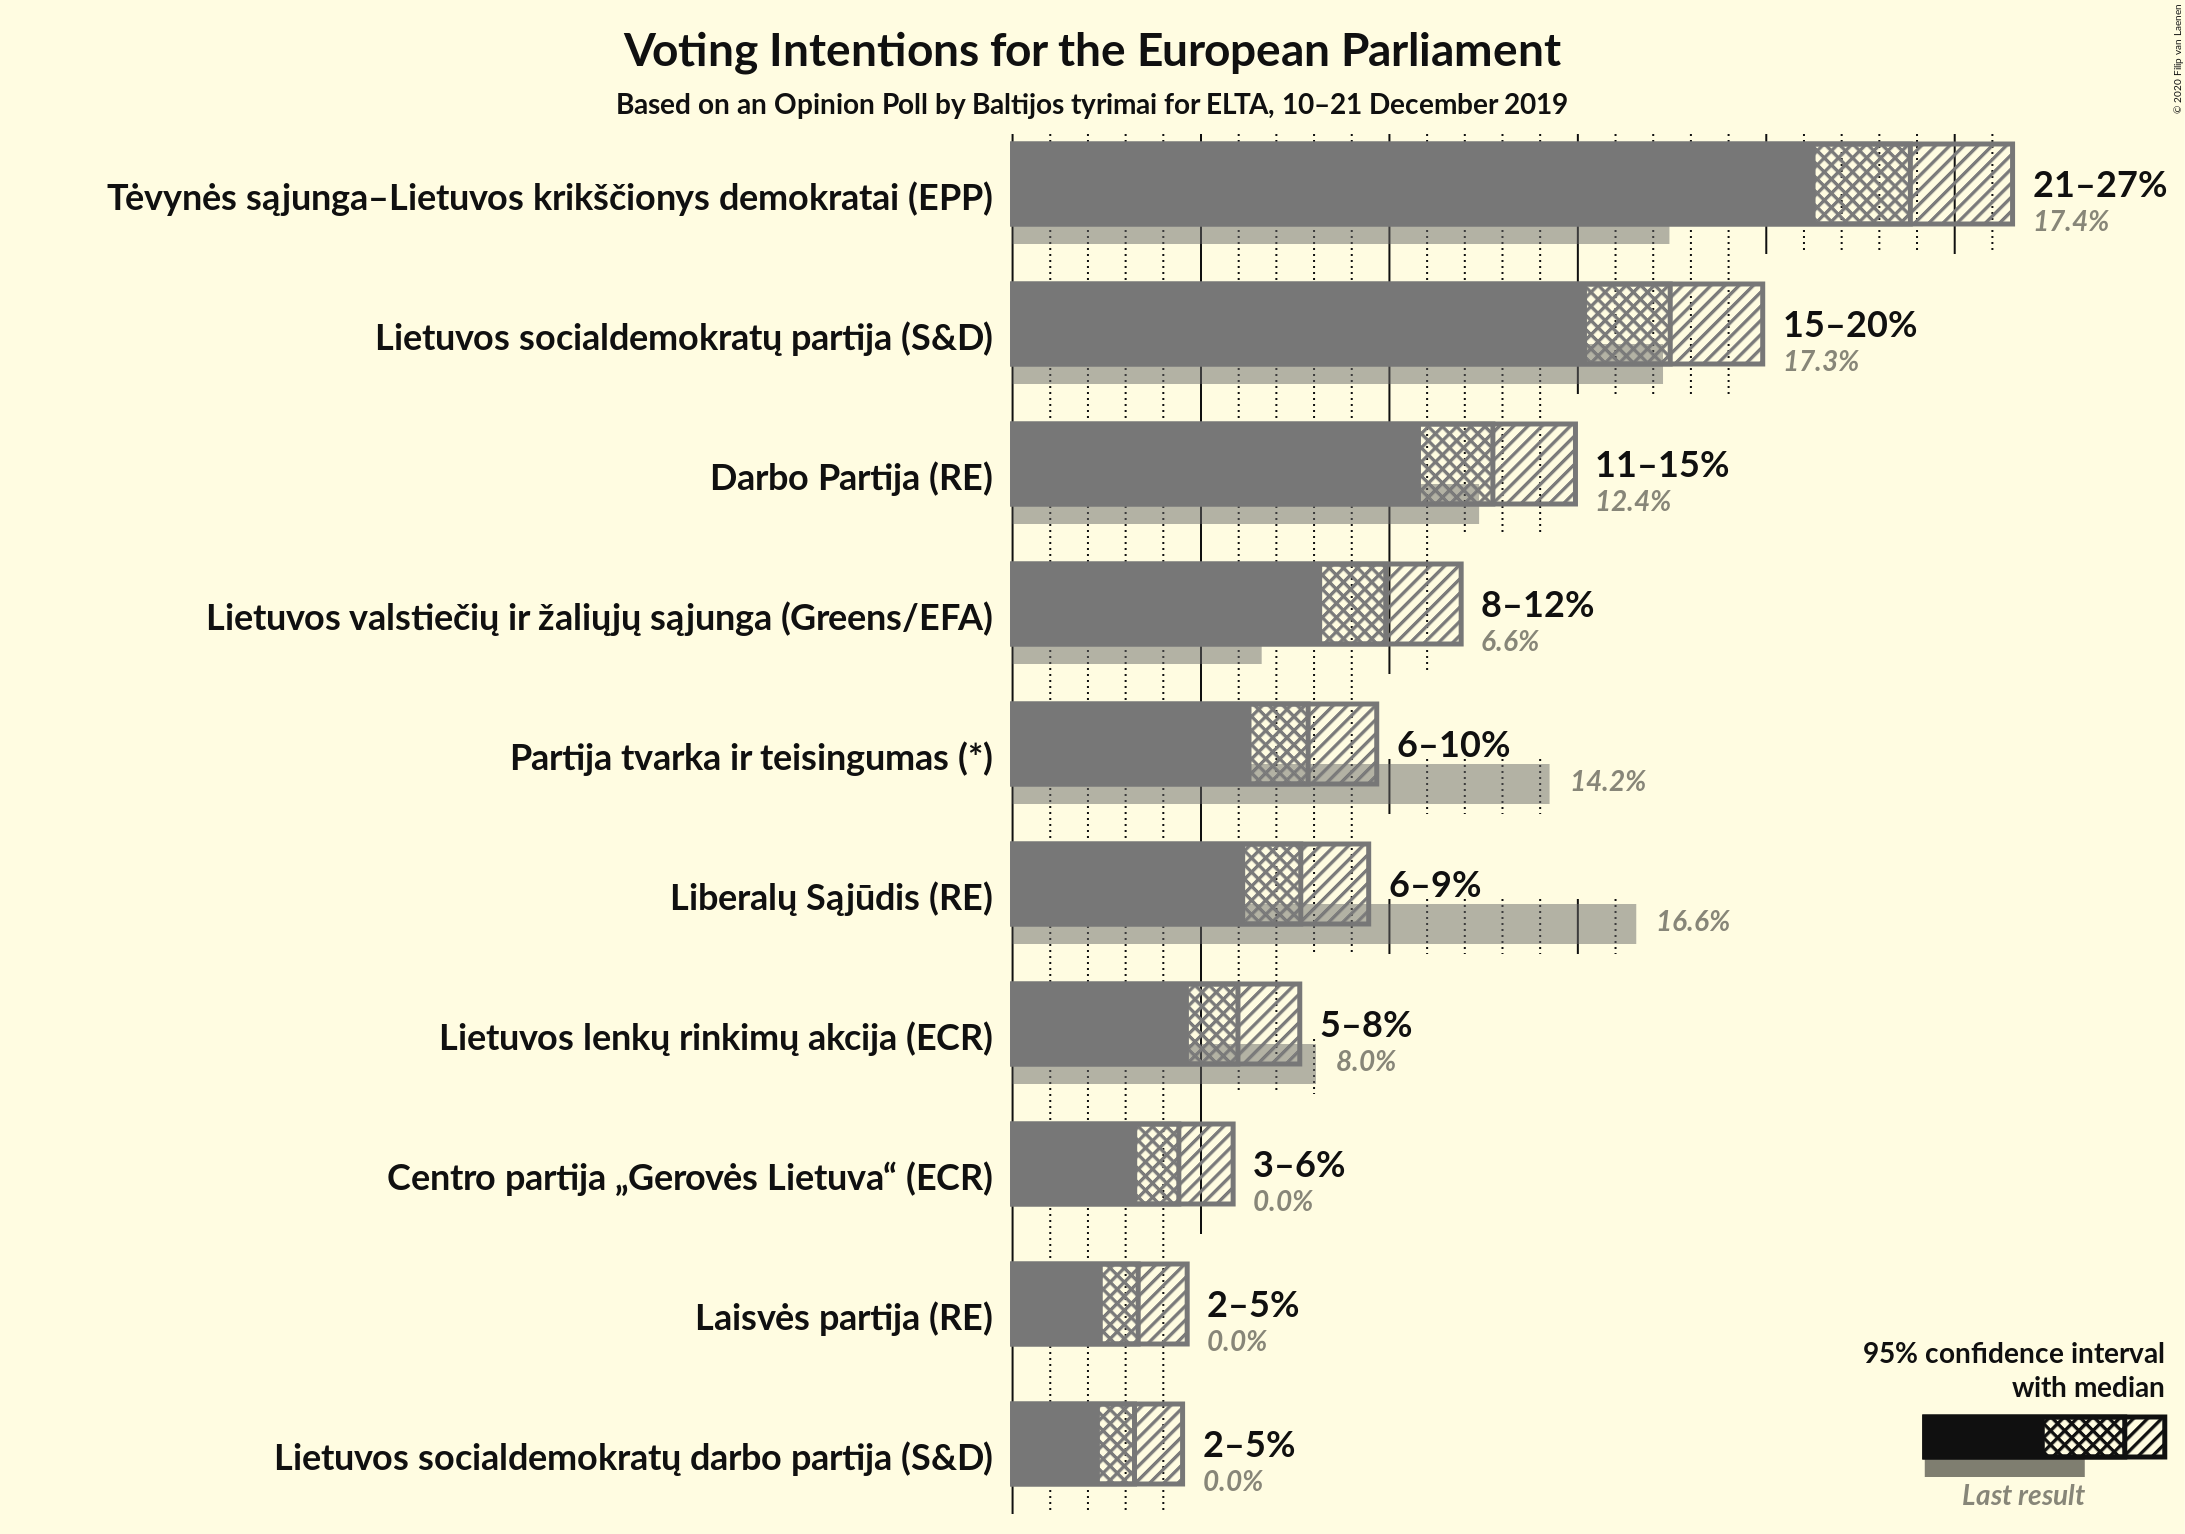 Voting Intentions for the European Parliament
Based on an Opinion Poll by Baltijos tyrimai for ELTA, 10–21 December 2019
© 2020 Filip van Laenen
Tėvynės sąjunga–Lietuvos krikščionys demokratai (EPP)
21–27%
17.4%
Lietuvos socialdemokratų partija (S&D)
15–20%
17.3%
Darbo Partija (RE)
11–15%
12.4%
Lietuvos valstiečių ir žaliųjų sąjunga (Greens/EFA)
8–12%
6.6%
Partija tvarka ir teisingumas (*)
6–10%
14.2%
Liberalų Sąjūdis (RE)
6–9%
16.6%
Lietuvos lenkų rinkimų akcija (ECR)
5–8%
8.0%
Centro partija „Gerovės Lietuva“ (ECR)
3–6%
0.0%
Laisvės partija (RE)
2–5%
0.0%
Lietuvos socialdemokratų darbo partija (S&D)
2–5%
0.0%
95% confidence interval
with median
Last result